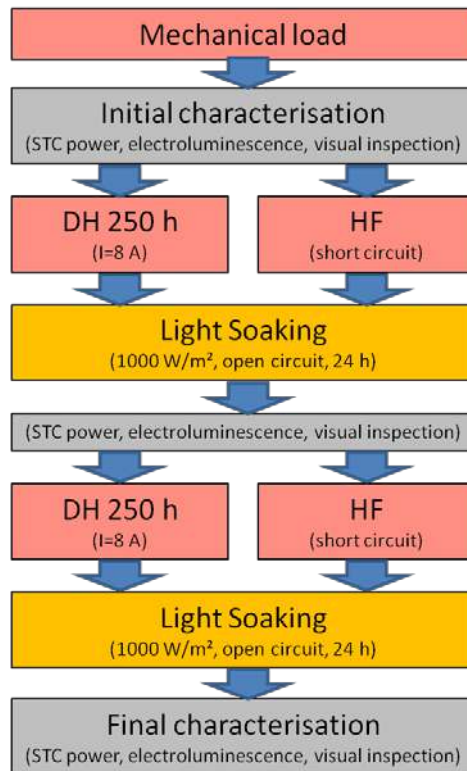 Mechanical load
Initial characterisation
(STC power, electroluminescence, visual inspection)
DH 250 h
(I=8 A)
HF
(short circuit)
Light Soaking
(1000 W/m², open circuit, 24 h)
(STC power, electroluminescence, visual inspection)
DH 250 h
(I=8 A)
HF
(short circuit)
Light Soaking
(1000 W/m², open circuit, 24 h)
Final characterisation
(STC power, electroluminescence, visual inspection)